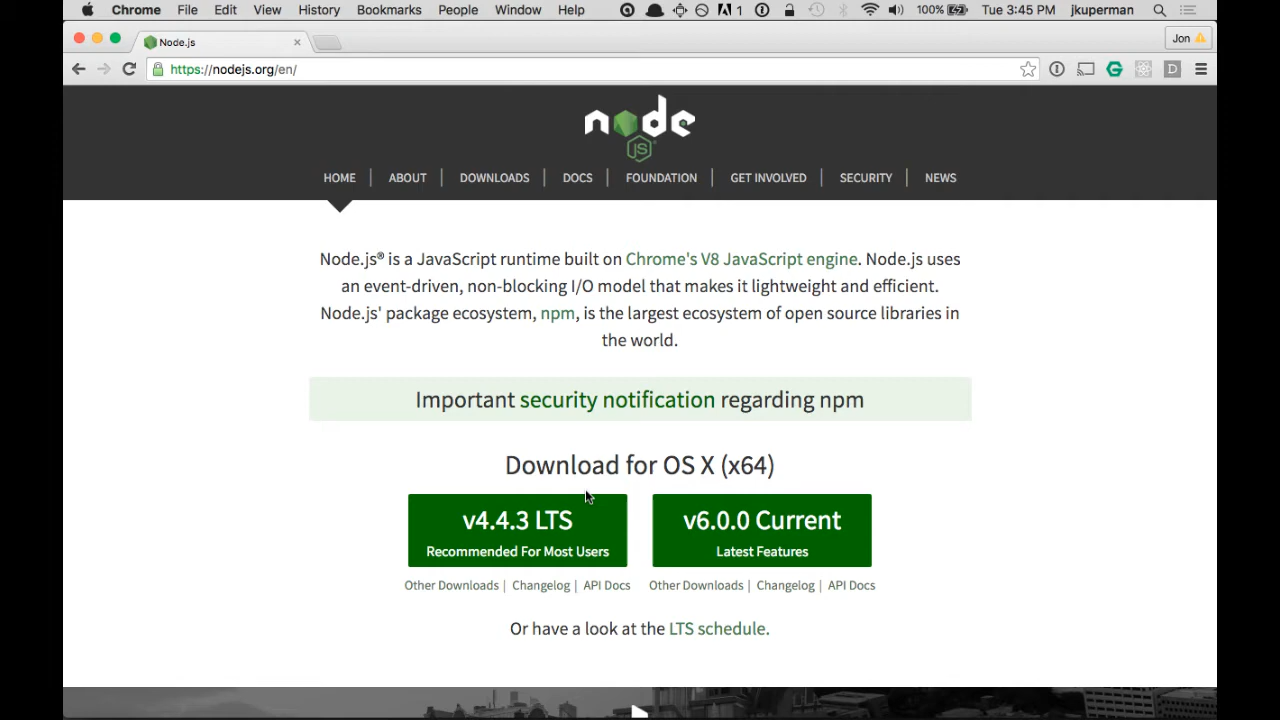 Chrome File Edit View History Bookmarks People Window Help 1 100% Tue 3:45 PM jkuperman
Node.js Jon
https://nodejs.org/en/ D
node
JS
HOME ABOUT DOWNLOADS DOCS FOUNDATION GET INVOLVED SECURITY NEWS
Node.js® is a JavaScript runtime built on Chrome's V8 JavaScript engine. Node.js uses
an event-driven, non-blocking I/O model that makes it lightweight and efficient.
Node.js' package ecosystem, npm, is the largest ecosystem of open source libraries in
the world.
Important security notification regarding npm
Download for OS X (x64)
v4.4.3 LTS
Recommended For Most Users
v6.0.0 Current
Latest Features
Other Downloads | Changelog | API Docs
Other Downloads | Changelog | API Docs
Or have a look at the LTS schedule.